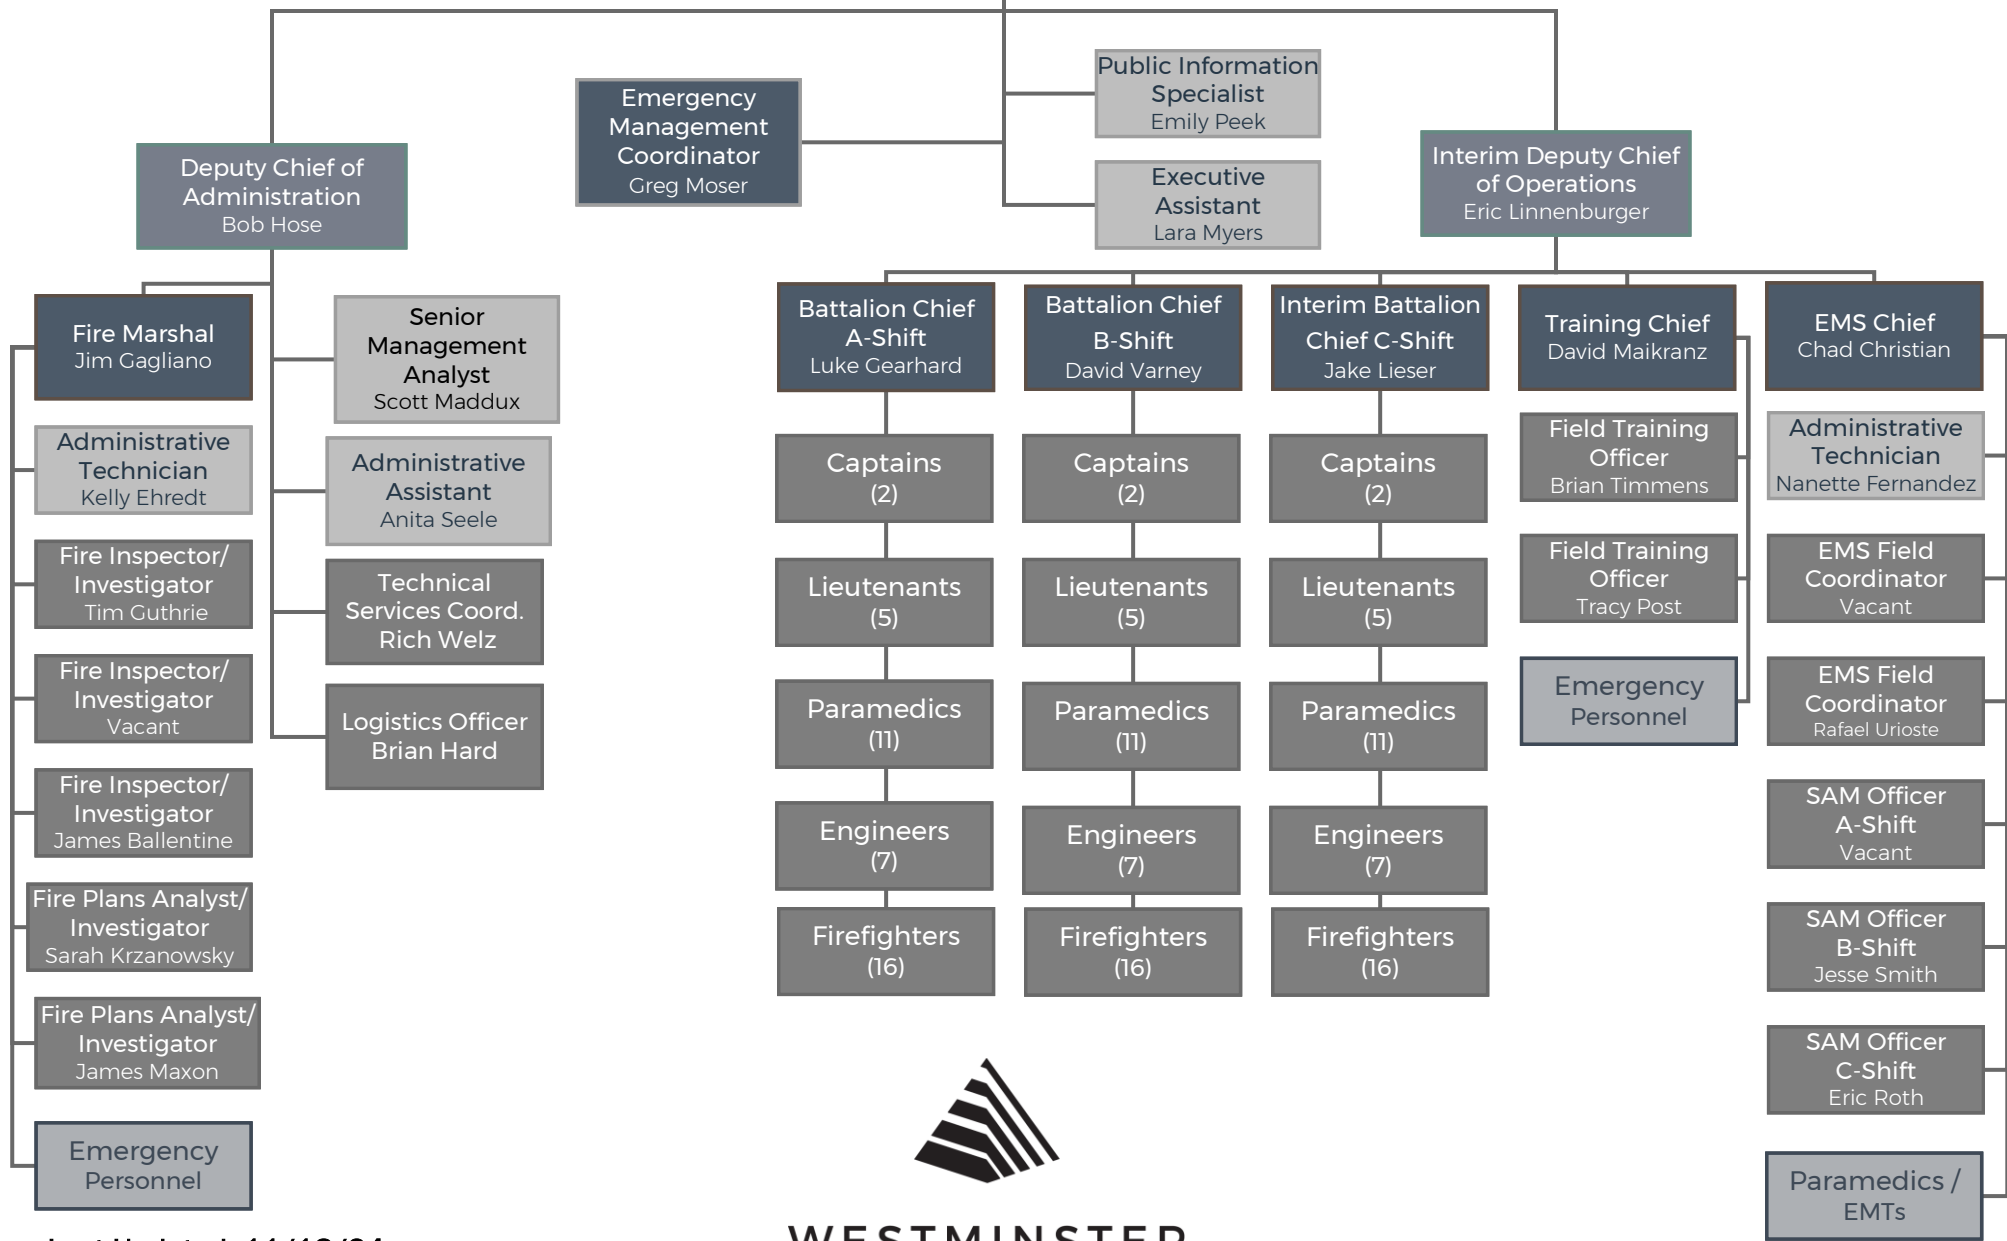 Public Information
Specialist
Emily Peek
Emergency
Management
Coordinator
Greg Moser
Executive
Assistant
Lara Myers
Deputy Chief of
Administration
Bob Hose
Interim Deputy Chief
of Operations
Eric Linnenburger
Fire Marshal
Jim Gagliano
Administrative
Technician
Kelly Ehredt
Fire Inspector/
Investigator
Tim Guthrie
Fire Inspector/
Investigator
Vacant
Fire Inspector/
Investigator
James Ballentine
Fire Plans Analyst/
Investigator
Sarah Krzanowsky
Fire Plans Analyst/
Investigator
James Maxon
Emergency
Personnel
Senior
Management
Analyst
Scott Maddux
Administrative
Assistant
Anita Seele
Technical
Services Coord.
Rich Welz
Logistics Officer
Brian Hard
Battalion Chief
A-Shift
Luke Gearhard
Captains
(2)
Lieutenants
(5)
Paramedics
(11)
Engineers
(7)
Firefighters
(16)
Battalion Chief
B-Shift
David Varney
Captains
(2)
Lieutenants
(5)
Paramedics
(11)
Engineers
(7)
Firefighters
(16)
Interim Battalion
Chief C-Shift
Jake Lieser
Captains
(2)
Lieutenants
(5)
Paramedics
(11)
Engineers
(7)
Firefighters
(16)
Training Chief
David Maikranz
Field Training
Officer
Brian Timmens
Field Training
Officer
Tracy Post
Emergency
Personnel
EMS Chief
Chad Christian
Administrative
Technician
Nanette Fernandez
EMS Field
Coordinator
Vacant
EMS Field
Coordinator
Rafael Urioste
SAM Officer
A-Shift
Vacant
SAM Officer
B-Shift
Jesse Smith
SAM Officer
C-Shift
Eric Roth
Paramedics /
EMTs
WESTMINSTER
Last Updated: